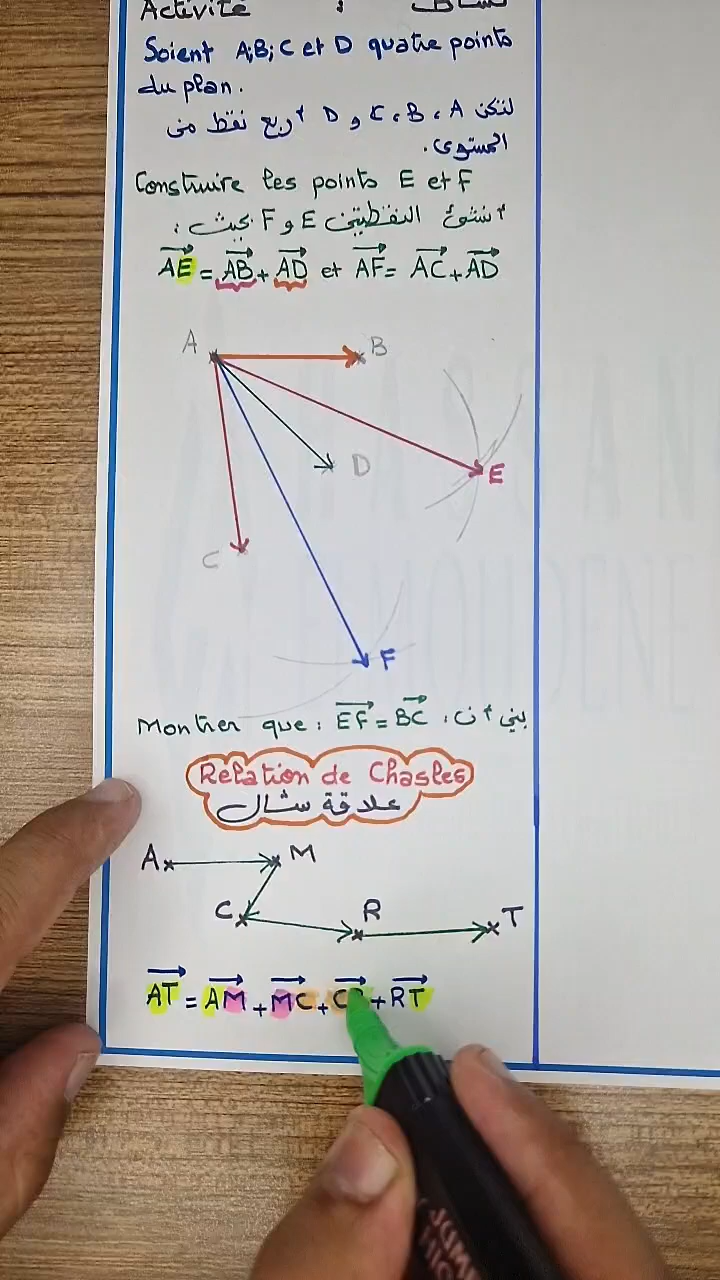 Activité : نشاط
Soient A; B; C et D quatre points
du plan.
لتكن A ، B ، C و D أربع نقط من
المستوى.
Construire les points E et F
أنشئ النقطتين E و F بحيث :
AE = AB + AD et AF = AC + AD
A
B
D
E
C
F
Montrer que : EF = BC : بين أن
Relation de Chasles
علاقة شال
A M
C R T
AT = AM + MC + CR + RT